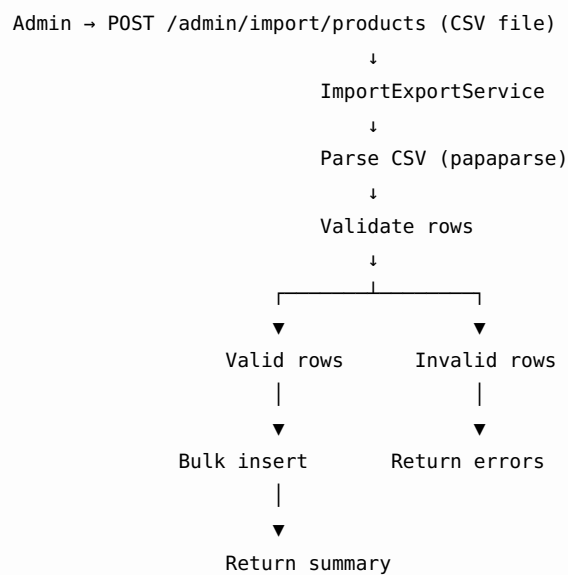 Admin → POST /admin/import/products (CSV file)
↓
ImportExportService
↓
Parse CSV (papaparse)
↓
Validate rows
↓
Valid rows Invalid rows
Bulk insert Return errors
Return summary